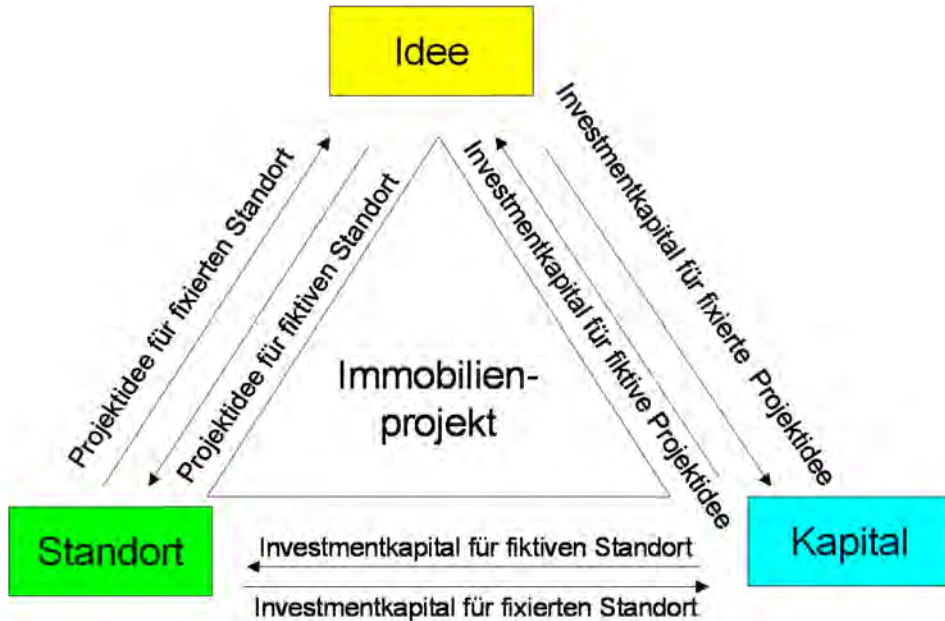 Idee
Projektidee für fixierten Standort
Projektidee für fiktiven Standort
Investmentkapital für fiktive Projektidee
Investmentkapital für fixierte Projektidee
Immobilien-
projekt
Standort
Kapital
Investmentkapital für fiktiven Standort
Investmentkapital für fixierten Standort